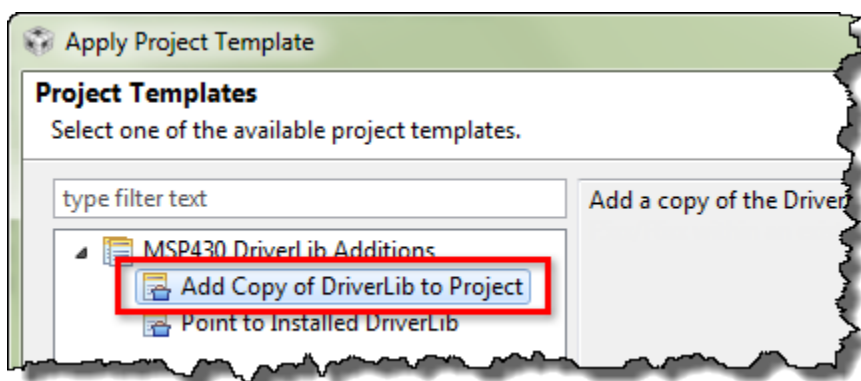 Apply Project Template
Project Templates
Select one of the available project templates.
type filter text
Add a copy of the Driver
MSP430 DriverLib Additions
Add Copy of DriverLib to Project
Point to Installed DriverLib